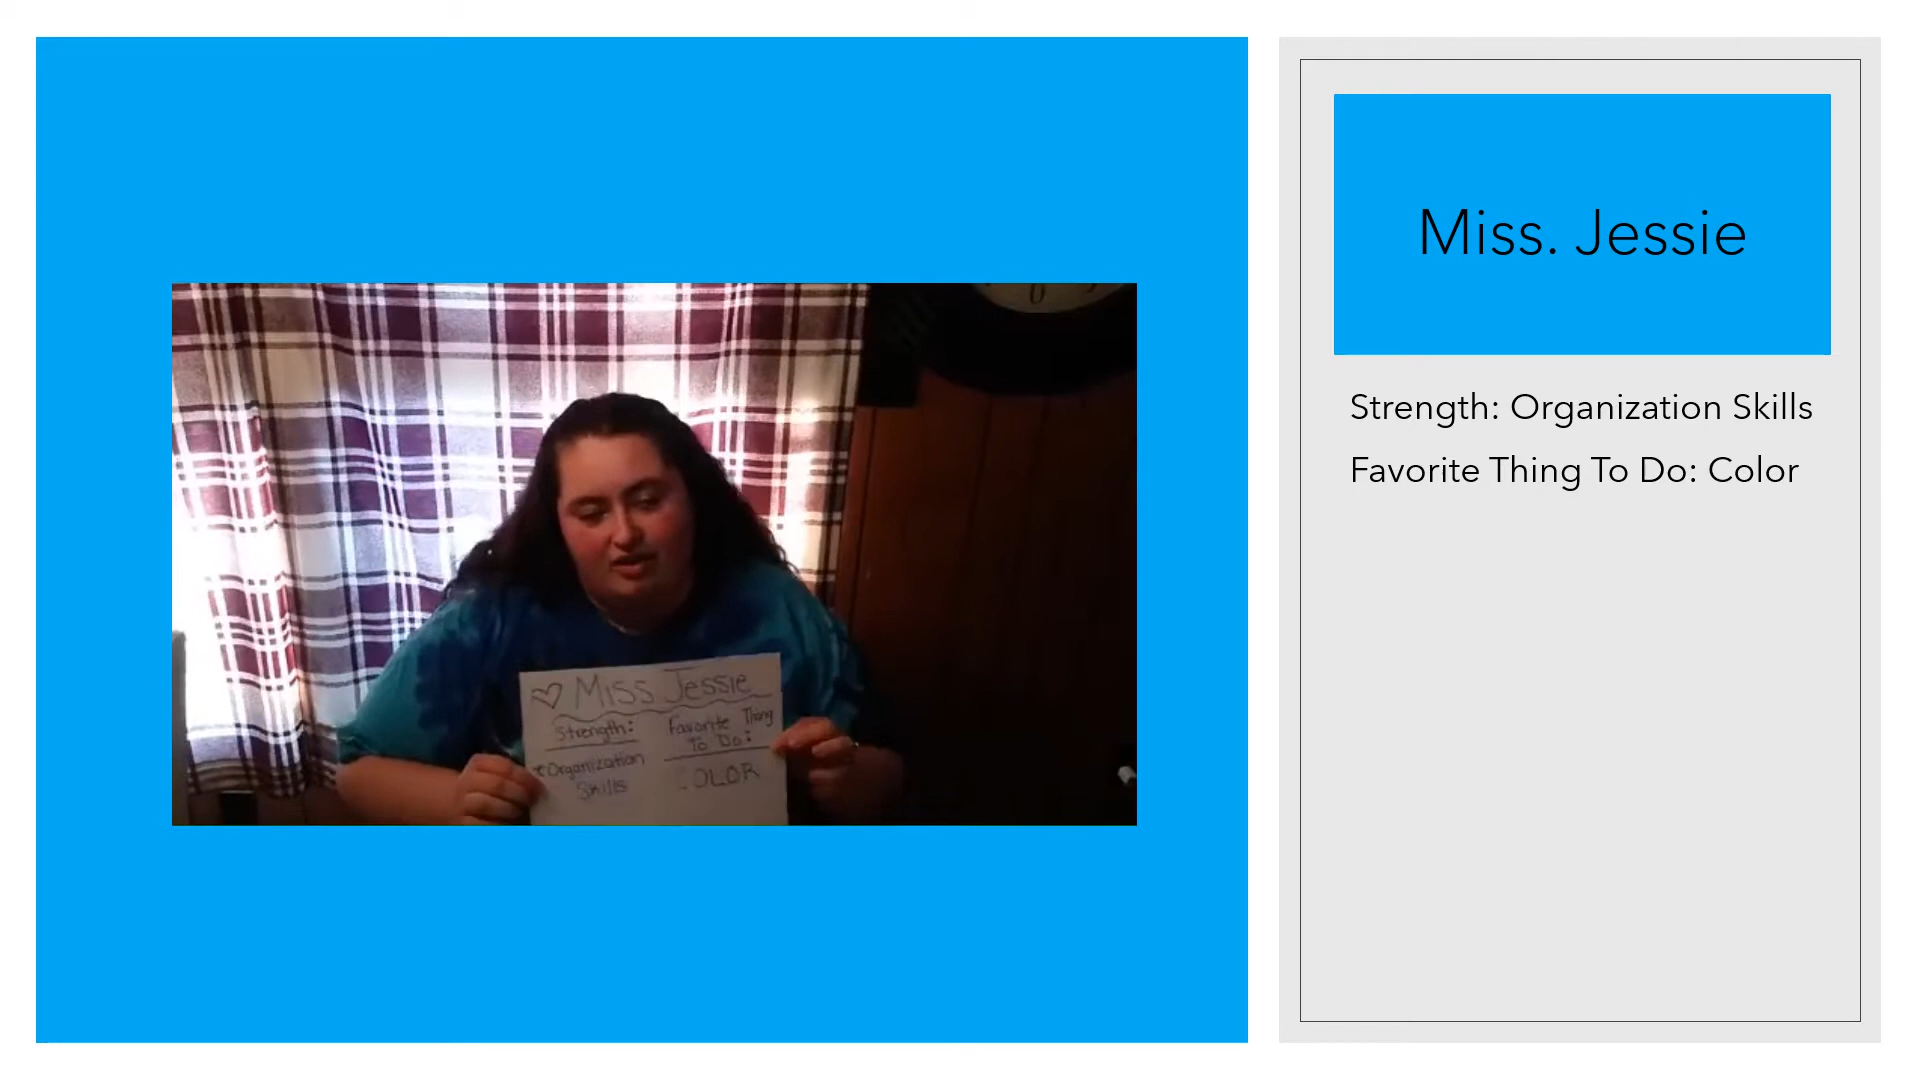 ♡ Miss Jessie
Strength:
Organization
Skills
Favorite Thing
To Do:
COLOR
Miss. Jessie
Strength: Organization Skills
Favorite Thing To Do: Color